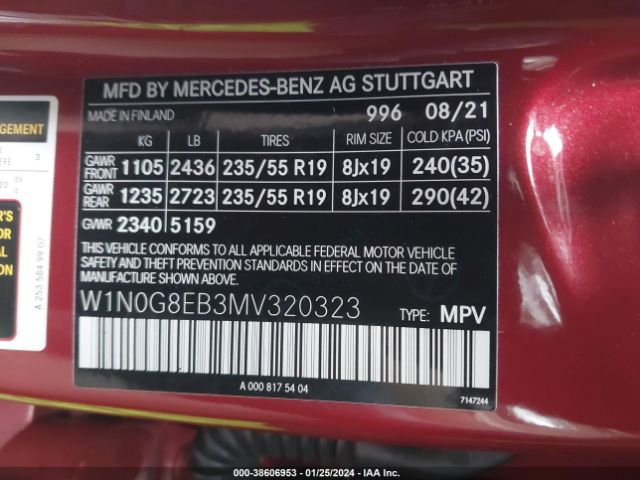 MFD BY MERCEDES-BENZ AG STUTTGART
MADE IN FINLAND 996 08/21
KG LB TIRES RIM SIZE COLD KPA(PSI)
GAWR FRONT 1105 2436 235/55 R19 8Jx19 240(35)
GAWR REAR 1235 2723 235/55 R19 8Jx19 290(42)
GVWR 2340 5159
THIS VEHICLE CONFORMS TO ALL APPLICABLE FEDERAL MOTOR VEHICLE
SAFETY AND THEFT PREVENTION STANDARDS IN EFFECT ON THE DATE OF
MANUFACTURE SHOWN ABOVE.
W1N0G8EB3MV320323 TYPE: MPV
A 000 817 54 04
7147244
A 253 584 99 07
000-38606953 - 01/25/2024 - IAA Inc.